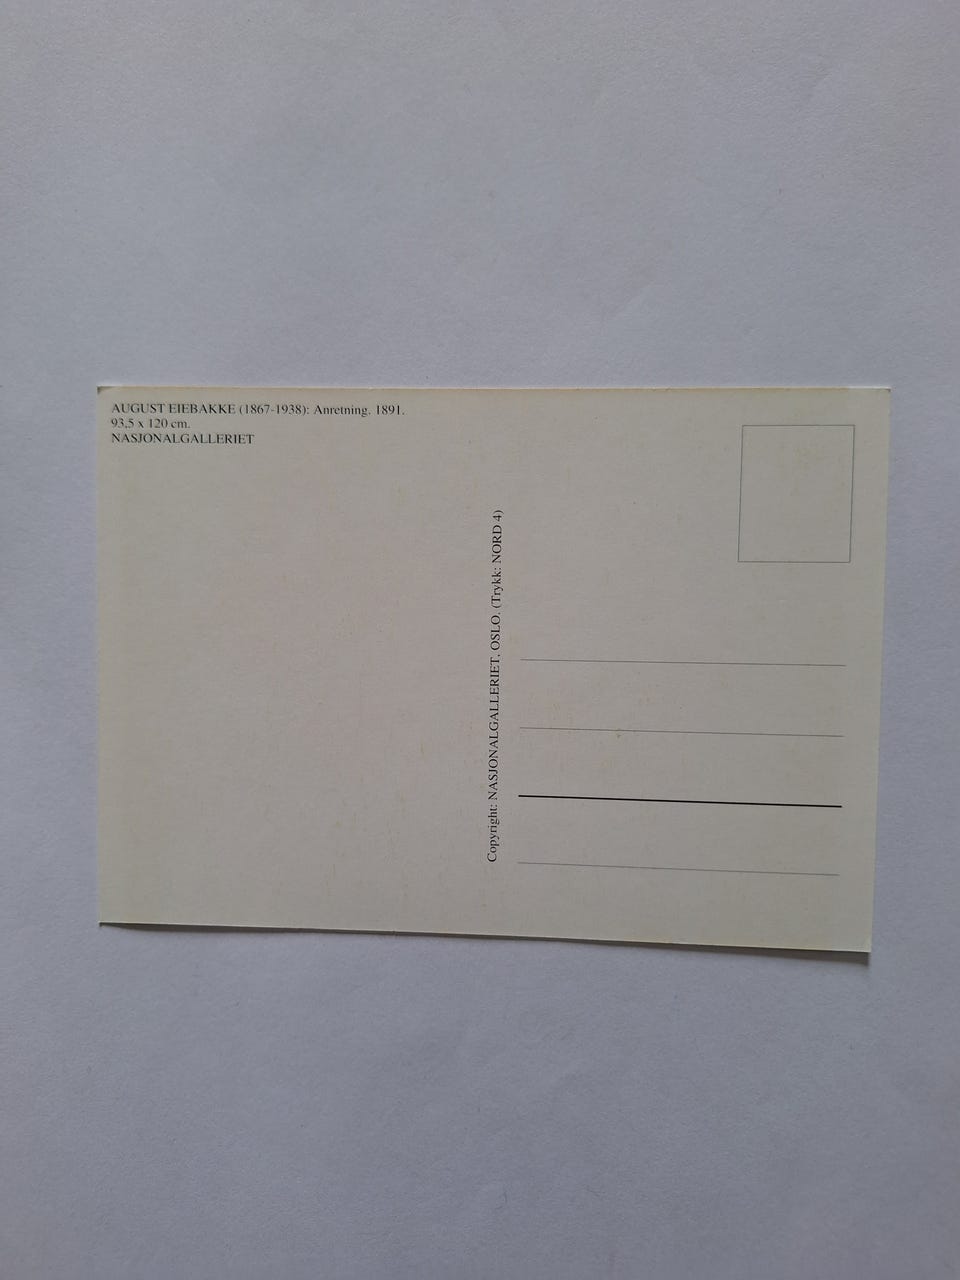 AUGUST EIEBAKKE (1867-1938): Anretning. 1891.
93,5 x 120 cm.
NASJONALGALLERIET
Copyright: NASJONALGALLERIET, OSLO. (Trykk: NORD 4)